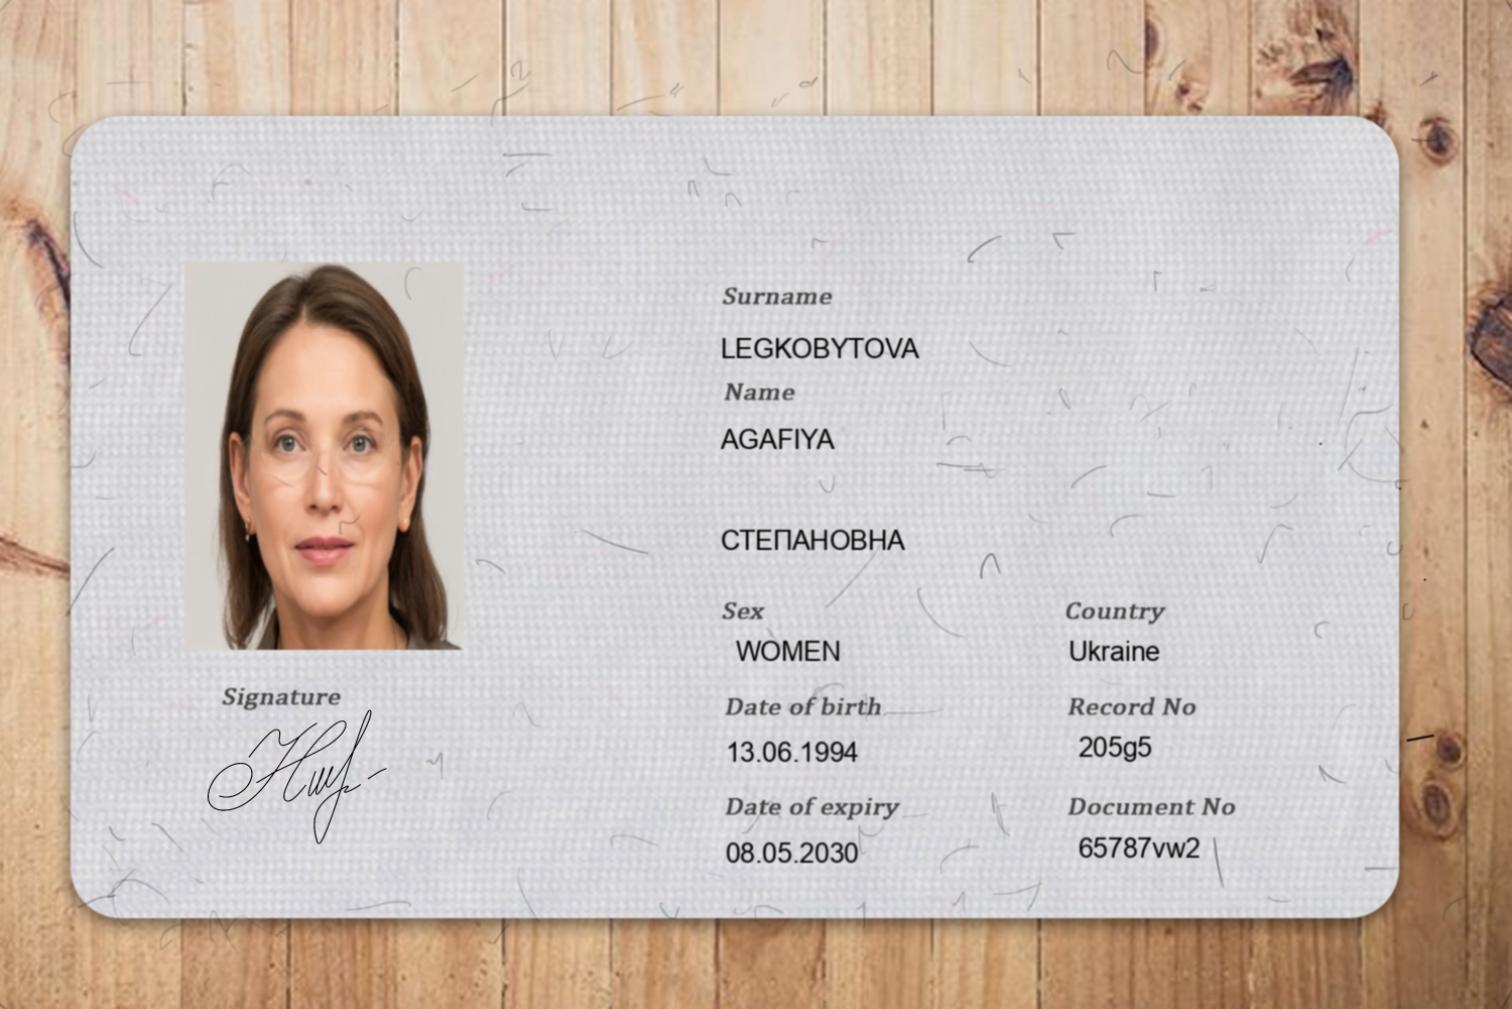 Surname
LEGKOBYTOVA
Name
AGAFIYA
СТЕПАНОВНА
Sex
Country
WOMEN
Ukraine
Signature
Date of birth
Record No
13.06.1994
205g5
Date of expiry
Document No
08.05.2030
65787vw2